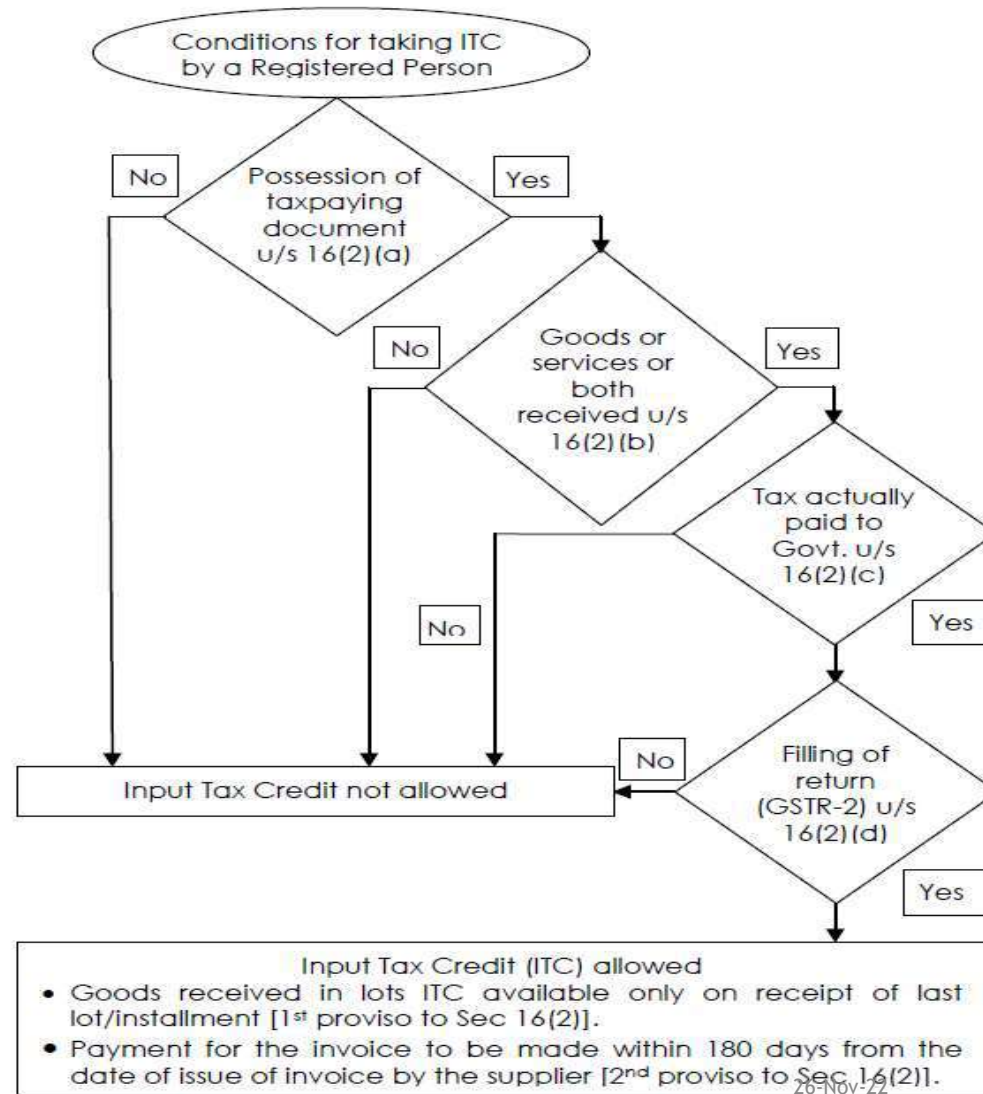 Conditions for taking ITC
by a Registered Person
No
Possession of
taxpaying
document
u/s 16(2)(a)
Yes
No
Goods or
services or
both
received u/s
16(2)(b)
Yes
Tax actually
paid to
Govt. u/s
16(2)(c)
No
Yes
Filling of
return
(GSTR-2) u/s
16(2)(d)
No
Input Tax Credit not allowed
Yes
Input Tax Credit (ITC) allowed
• Goods received in lots ITC available only on receipt of last
lot/installment [1st proviso to Sec 16(2)].
• Payment for the invoice to be made within 180 days from the
date of issue of invoice by the supplier [2nd proviso to Sec 16(2)].
26-Nov-22